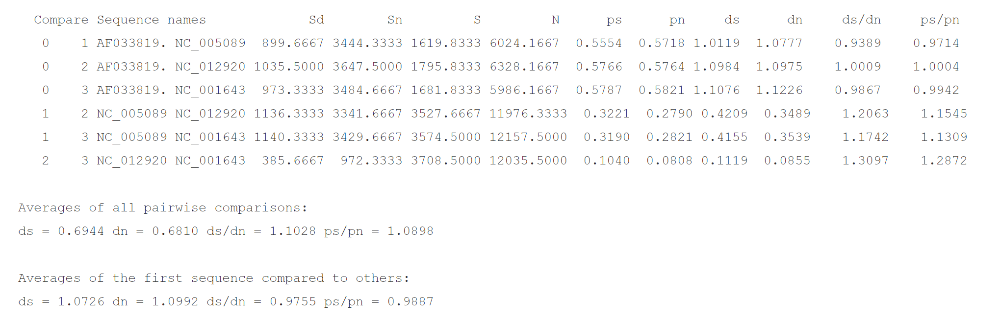 Compare Sequence names Sd Sn S N ps pn ds dn ds/dn ps/pn
0 1 AF033819. NC_005089 899.6667 3444.3333 1619.8333 6024.1667 0.5554 0.5718 1.0119 1.0777 0.9389 0.9714
0 2 AF033819. NC_012920 1035.5000 3647.5000 1795.8333 6328.1667 0.5766 0.5764 1.0984 1.0975 1.0009 1.0004
0 3 AF033819. NC_001643 973.3333 3484.6667 1681.8333 5986.1667 0.5787 0.5821 1.1076 1.1226 0.9867 0.9942
1 2 NC_005089 NC_012920 1136.3333 3341.6667 3527.6667 11976.3333 0.3221 0.2790 0.4209 0.3489 1.2063 1.1545
1 3 NC_005089 NC_001643 1140.3333 3429.6667 3574.5000 12157.5000 0.3190 0.2821 0.4155 0.3539 1.1742 1.1309
2 3 NC_012920 NC_001643 385.6667 972.3333 3708.5000 12035.5000 0.1040 0.0808 0.1119 0.0855 1.3097 1.2872
Averages of all pairwise comparisons:
ds = 0.6944 dn = 0.6810 ds/dn = 1.1028 ps/pn = 1.0898
Averages of the first sequence compared to others:
ds = 1.0726 dn = 1.0992 ds/dn = 0.9755 ps/pn = 0.9887